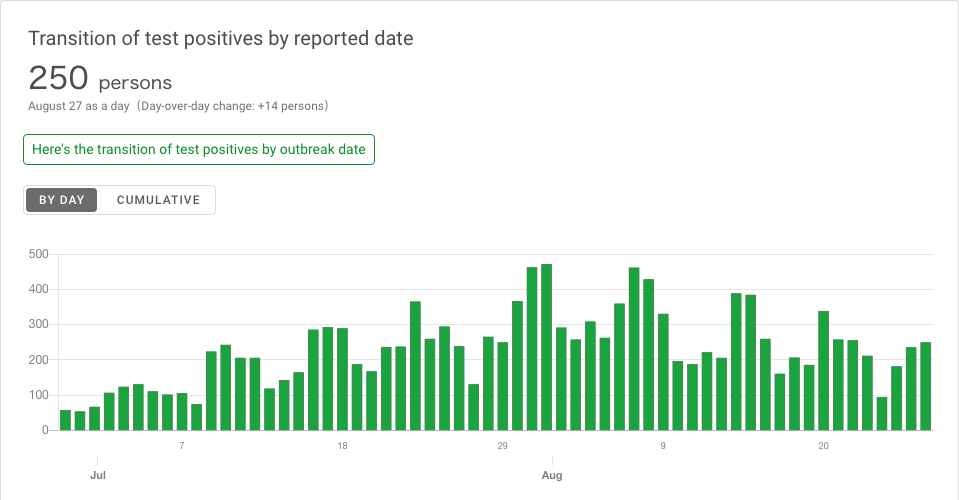 Transition of test positives by reported date
250 persons
August 27 as a day (Day-over-day change: +14 persons)
Here's the transition of test positives by outbreak date
BY DAY CUMULATIVE
500
400
300
200
100
0
7 18 29 9 20
Jul Aug